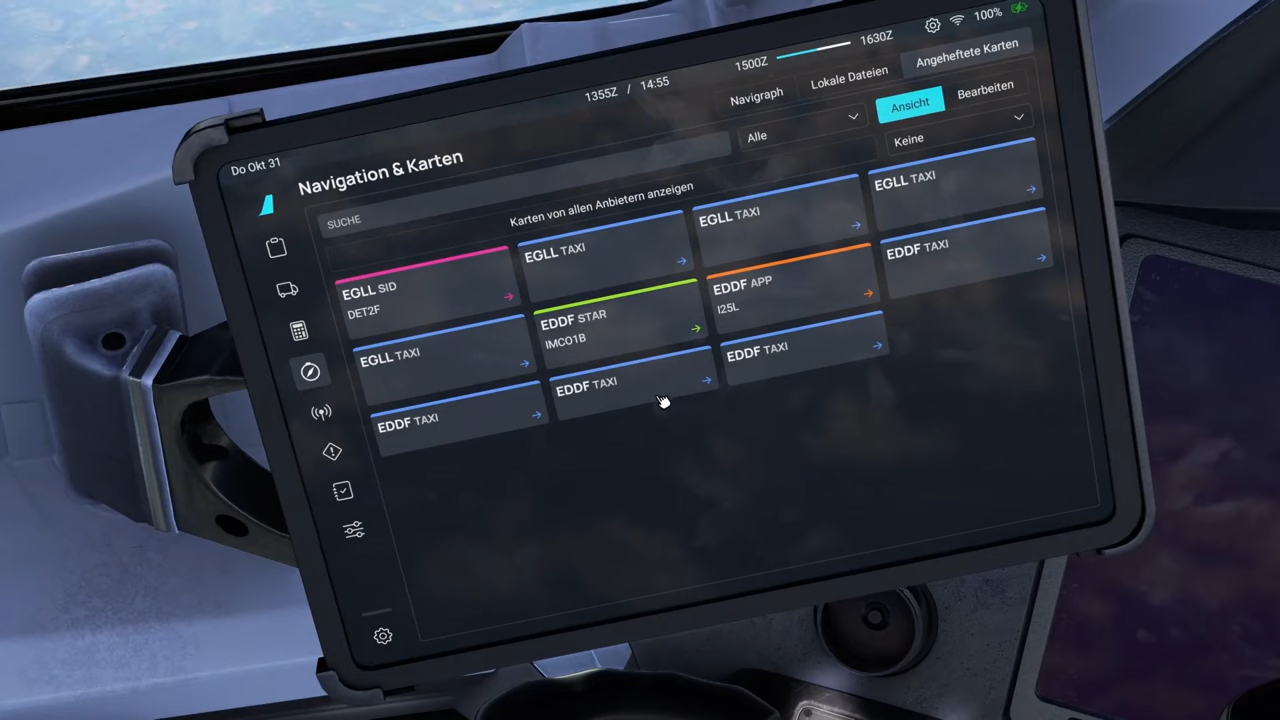 Do Okt 31
1355Z / 14:55
1500Z
1630Z
100%
Navigation & Karten
Navigraph
Lokale Dateien
Angeheftete Karten
SUCHE
Alle
Ansicht
Bearbeiten
Keine
Karten von allen Anbietern anzeigen
EGLL SID
DET2F
EGLL TAXI
EGLL TAXI
EGLL TAXI
EGLL TAXI
EDDF STAR
IMCO1B
EDDF APP
I25L
EDDF TAXI
EDDF TAXI
EDDF TAXI
EDDF TAXI